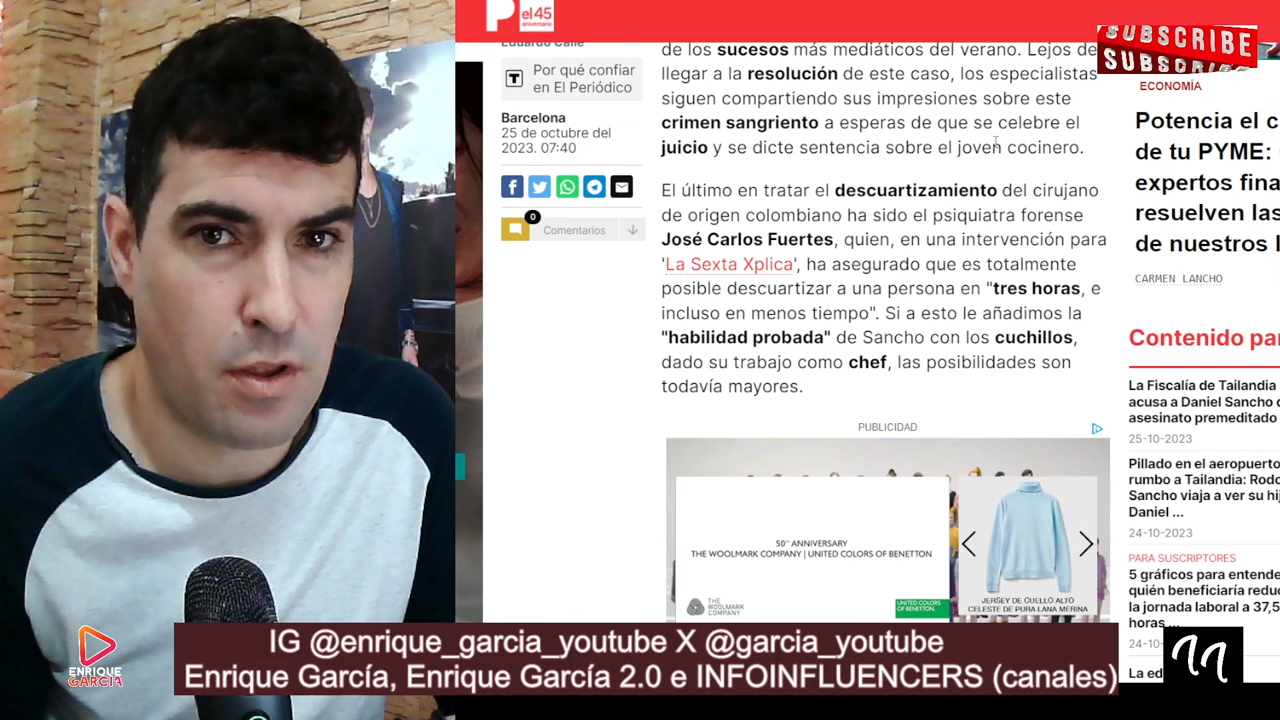 P
el 45
aniversario
Eduardo Calle
Por qué confiar
en El Periódico
Barcelona
25 de octubre del
2023. 07:40
0
Comentarios
de los sucesos más mediáticos del verano. Lejos de
llegar a la resolución de este caso, los especialistas
siguen compartiendo sus impresiones sobre este
crimen sangriento a esperas de que se celebre el
juicio y se dicte sentencia sobre el joven cocinero.
El último en tratar el descuartizamiento del cirujano
de origen colombiano ha sido el psiquiatra forense
José Carlos Fuertes, quien, en una intervención para
'La Sexta Xplica', ha asegurado que es totalmente
posible descuartizar a una persona en "tres horas, e
incluso en menos tiempo". Si a esto le añadimos la
"habilidad probada" de Sancho con los cuchillos,
dado su trabajo como chef, las posibilidades son
todavía mayores.
PUBLICIDAD
50TH ANNIVERSARY
THE WOOLMARK COMPANY | UNITED COLORS OF BENETTON
THE
WOOLMARK
COMPANY
UNITED COLORS
OF BENETTON.
JERSEY DE CUELLO ALTO
CELESTE DE PURA LANA MERINA
SUBSCRIBE
SUBSCRIBE
ECONOMÍA
Potencia el c
de tu PYME:
expertos fina
resuelven las
de nuestros l
CARMEN LANCHO
Contenido pa
La Fiscalía de Tailandia
acusa a Daniel Sancho d
asesinato premeditado
25-10-2023
Pillado en el aeropuerto
rumbo a Tailandia: Rodo
Sancho viaja a ver su hij
Daniel ...
24-10-2023
PARA SUSCRIPTORES
5 gráficos para entende
quién beneficiaría reduc
la jornada laboral a 37,5
horas ...
24-10-
La ed
IG @enrique_garcia_youtube X @garcia_youtube
Enrique García, Enrique García 2.0 e INFOINFLUENCERS (canales)
ENRIQUE
GARCÍA